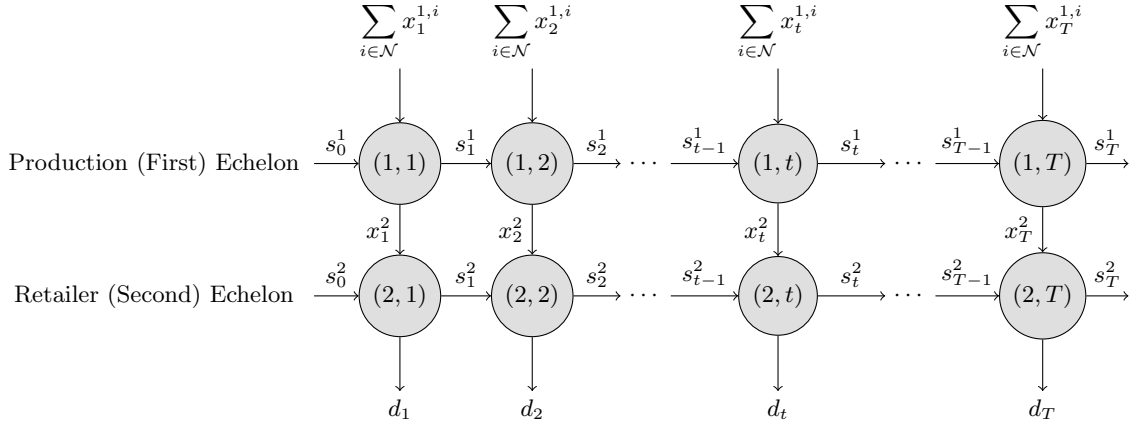 ∑_{i∈𝒩} x_1^{1,i} ∑_{i∈𝒩} x_2^{1,i} ∑_{i∈𝒩} x_t^{1,i} ∑_{i∈𝒩} x_T^{1,i}
Production (First) Echelon s_0^1 (1, 1) s_1^1 (1, 2) s_2^1 ··· s_{t−1}^1 (1, t) s_t^1 ··· s_{T−1}^1 (1, T) s_T^1
x_1^2 x_2^2 x_t^2 x_T^2
Retailer (Second) Echelon s_0^2 (2, 1) s_1^2 (2, 2) s_2^2 ··· s_{t−1}^2 (2, t) s_t^2 ··· s_{T−1}^2 (2, T) s_T^2
d_1 d_2 d_t d_T